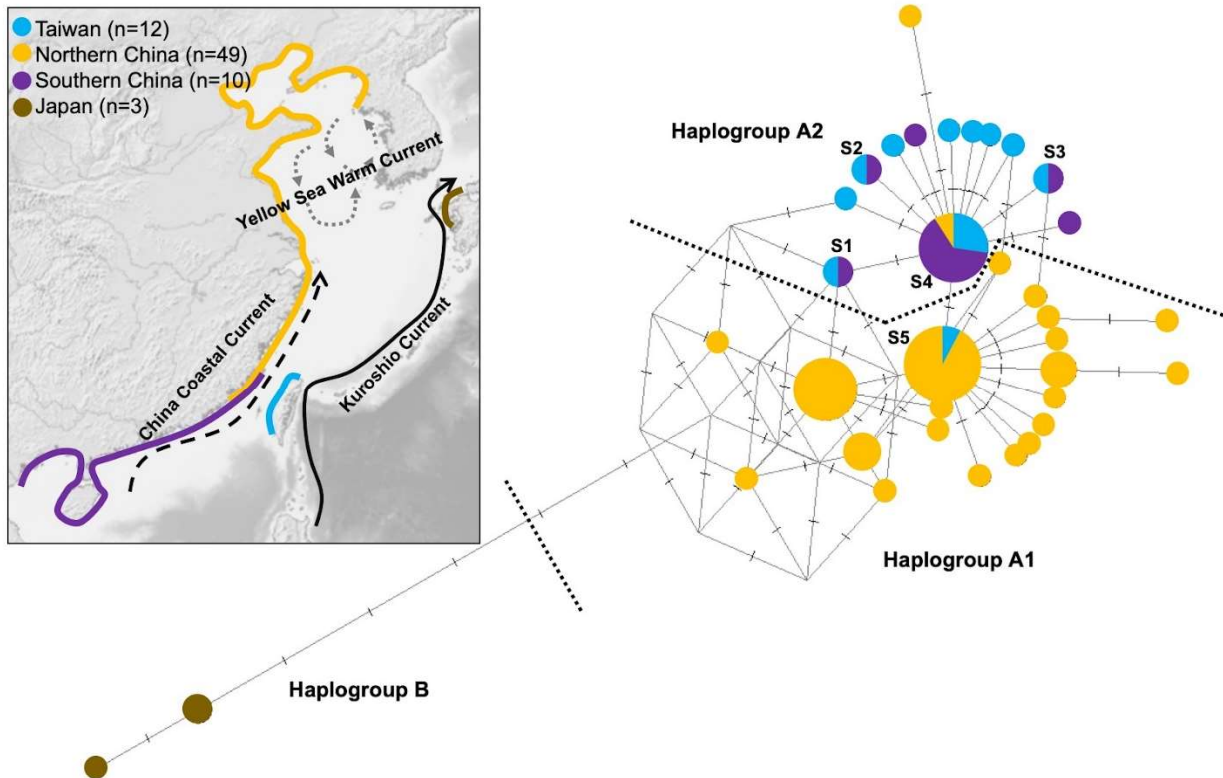 Taiwan (n=12)
Northern China (n=49)
Southern China (n=10)
Japan (n=3)
Yellow Sea Warm Current
China Coastal Current
Kuroshio Current
Haplogroup A2
S2
S3
S1
S4
S5
Haplogroup A1
Haplogroup B